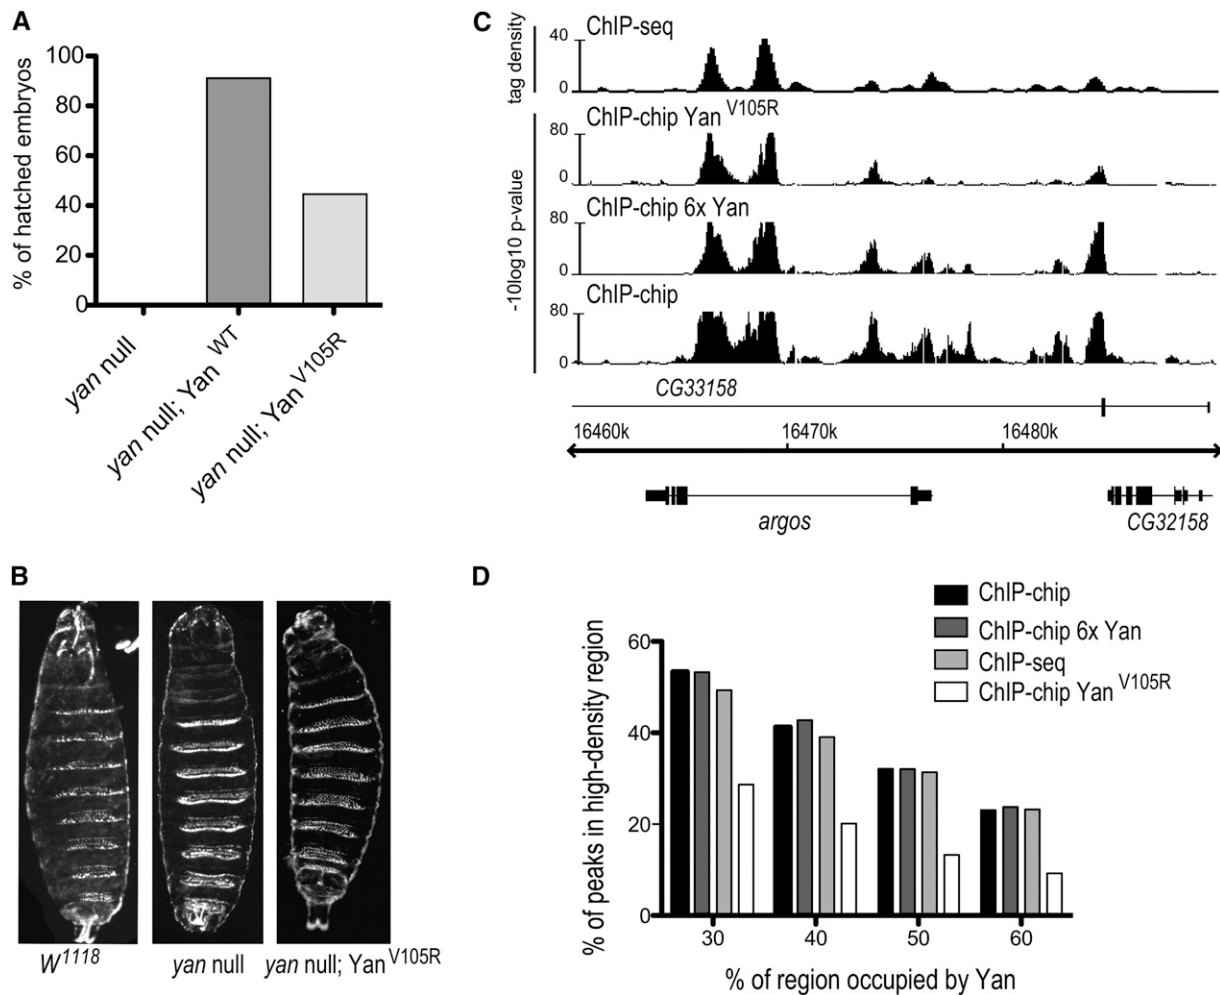 A
% of hatched embryos
100
80
60
40
20
0
yan null
yan null; Yan WT
yan null; Yan V105R
B
W1118
yan null
yan null; Yan V105R
C
tag density
-10log10 p-value
ChIP-seq
40
0
ChIP-chip Yan V105R
80
0
ChIP-chip 6x Yan
80
0
ChIP-chip
80
0
CG33158
16460k 16470k 16480k
argos
CG32158
D
ChIP-chip
ChIP-chip 6x Yan
ChIP-seq
ChIP-chip Yan V105R
% of peaks in high-density region
60
40
20
0
30 40 50 60
% of region occupied by Yan